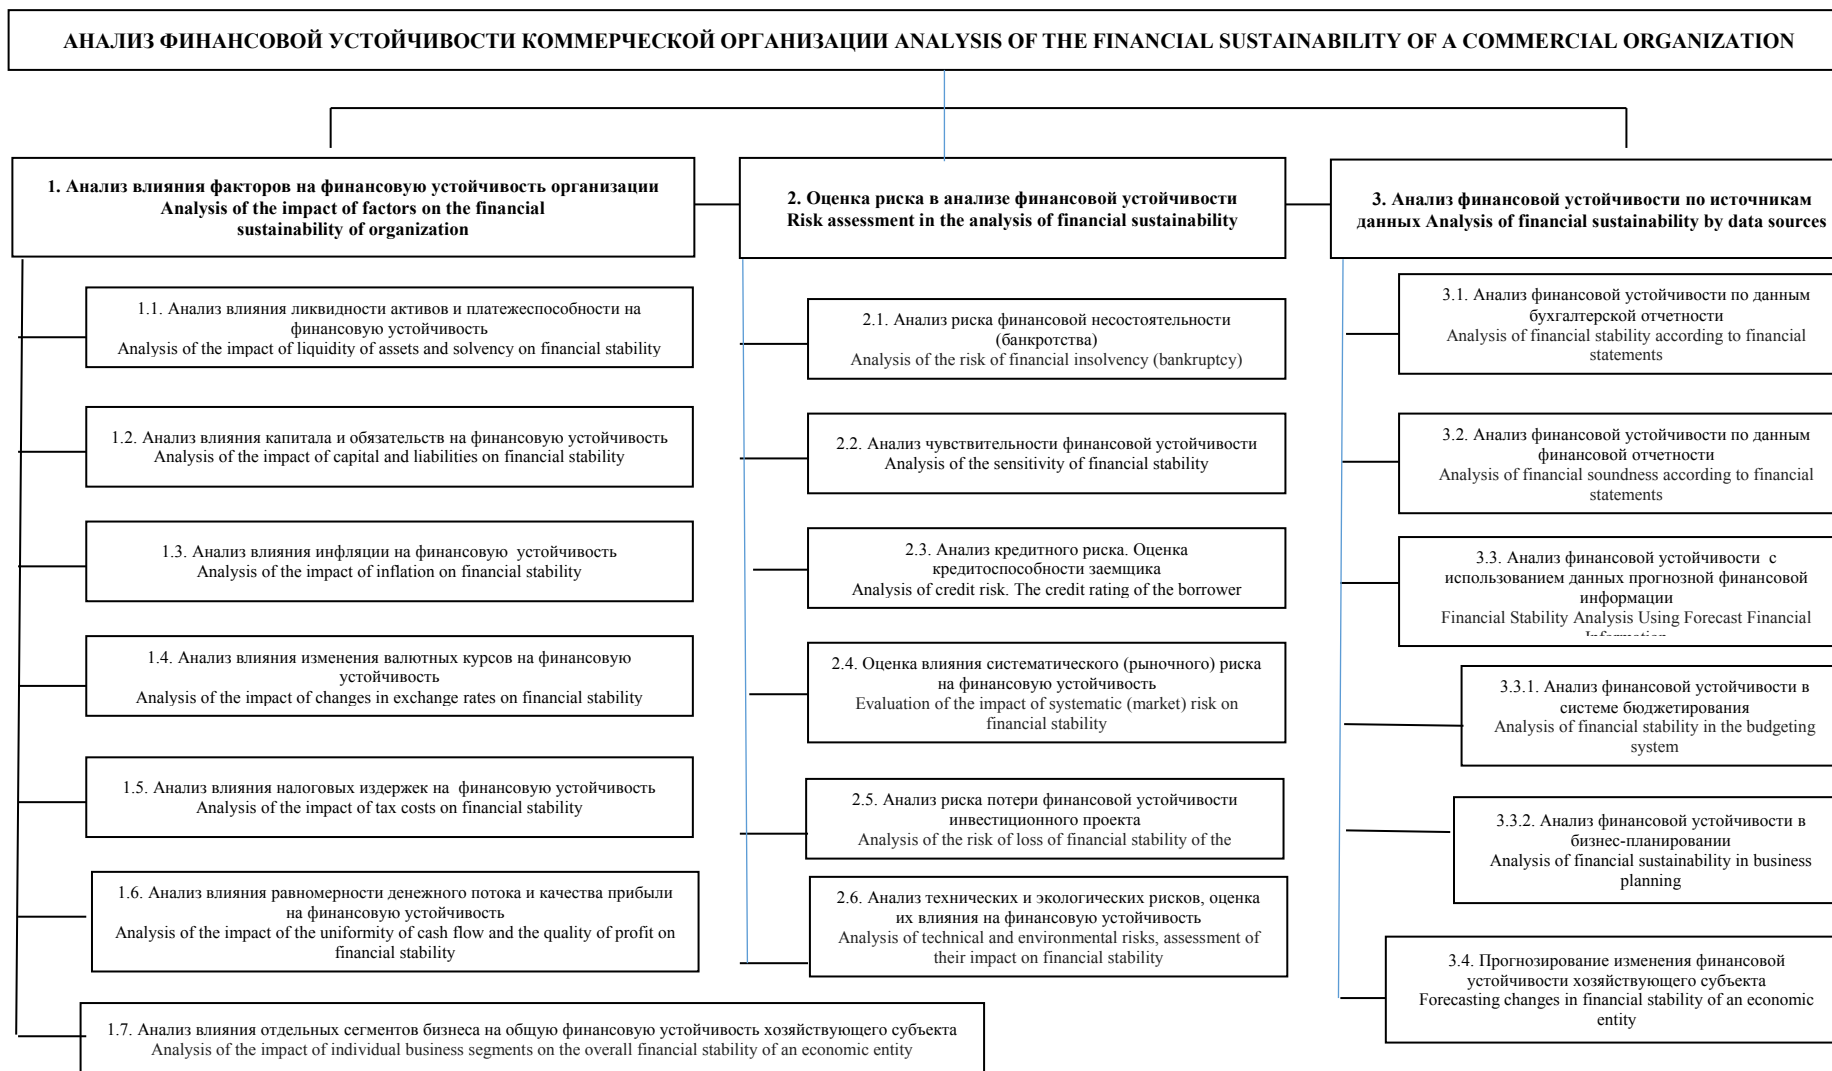 АНАЛИЗ ФИНАНСОВОЙ УСТОЙЧИВОСТИ КОММЕРЧЕСКОЙ ОРГАНИЗАЦИИ ANALYSIS OF THE FINANCIAL SUSTAINABILITY OF A COMMERCIAL ORGANIZATION
1. Анализ влияния факторов на финансовую устойчивость организации
Analysis of the impact of factors on the financial
sustainability of organization
1.1. Анализ влияния ликвидности активов и платежеспособности на
финансовую устойчивость
Analysis of the impact of liquidity of assets and solvency on financial stability
1.2. Анализ влияния капитала и обязательств на финансовую устойчивость
Analysis of the impact of capital and liabilities on financial stability
1.3. Анализ влияния инфляции на финансовую  устойчивость
Analysis of the impact of inflation on financial stability
1.4. Анализ влияния изменения валютных курсов на финансовую
устойчивость
Analysis of the impact of changes in exchange rates on financial stability
1.5. Анализ влияния налоговых издержек на  финансовую устойчивость
Analysis of the impact of tax costs on financial stability
1.6. Анализ влияния равномерности денежного потока и качества прибыли
на финансовую устойчивость
Analysis of the impact of the uniformity of cash flow and the quality of profit on
financial stability
1.7. Анализ влияния отдельных сегментов бизнеса на общую финансовую устойчивость хозяйствующего субъекта
Analysis of the impact of individual business segments on the overall financial stability of an economic entity
2. Оценка риска в анализе финансовой устойчивости
Risk assessment in the analysis of financial sustainability
2.1. Анализ риска финансовой несостоятельности
(банкротства)
Analysis of the risk of financial insolvency (bankruptcy)
2.2. Анализ чувствительности финансовой устойчивости
Analysis of the sensitivity of financial stability
2.3. Анализ кредитного риска. Оценка
кредитоспособности заемщика
Analysis of credit risk. The credit rating of the borrower
2.4. Оценка влияния систематического (рыночного) риска
на финансовую устойчивость
Evaluation of the impact of systematic (market) risk on
financial stability
2.5. Анализ риска потери финансовой устойчивости
инвестиционного проекта
Analysis of the risk of loss of financial stability of the
2.6. Анализ технических и экологических рисков, оценка
их влияния на финансовую устойчивость
Analysis of technical and environmental risks, assessment of
their impact on financial stability
3. Анализ финансовой устойчивости по источникам
данных Analysis of financial sustainability by data sources
3.1. Анализ финансовой устойчивости по данным
бухгалтерской отчетности
Analysis of financial stability according to financial
statements
3.2. Анализ финансовой устойчивости по данным
финансовой отчетности
Analysis of financial soundness according to financial
statements
3.3. Анализ финансовой устойчивости  с
использованием данных прогнозной финансовой
информации
Financial Stability Analysis Using Forecast Financial
3.3.1. Анализ финансовой устойчивости в
системе бюджетирования
Analysis of financial stability in the budgeting
system
3.3.2. Анализ финансовой устойчивости в
бизнес-планировании
Analysis of financial sustainability in business
planning
3.4. Прогнозирование изменения финансовой
устойчивости хозяйствующего субъекта
Forecasting changes in financial stability of an economic
entity